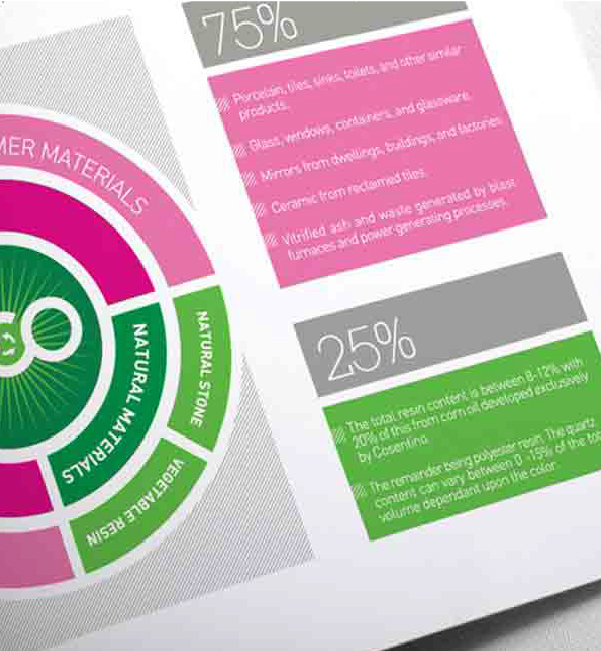 75%
Porcelain, tiles, sinks, toilets, and other similar
products.
Glass, windows, containers, and glassware.
Mirrors from dwellings, buildings, and factories.
Ceramic from reclaimed tiles.
Vitrified ash and waste generated by blast
furnaces and power generating processes.
MER MATERIALS
CO
NATURAL MATERIALS
NATURAL STONE
VEGETABLE RESIN
25%
The total resin content is between 8-12% with
20% of this from corn oil developed exclusively
by Cosentino.
The remainder being polyester resin. The quartz
content can vary between 0 -15% of the tot
volume dependant upon the color.